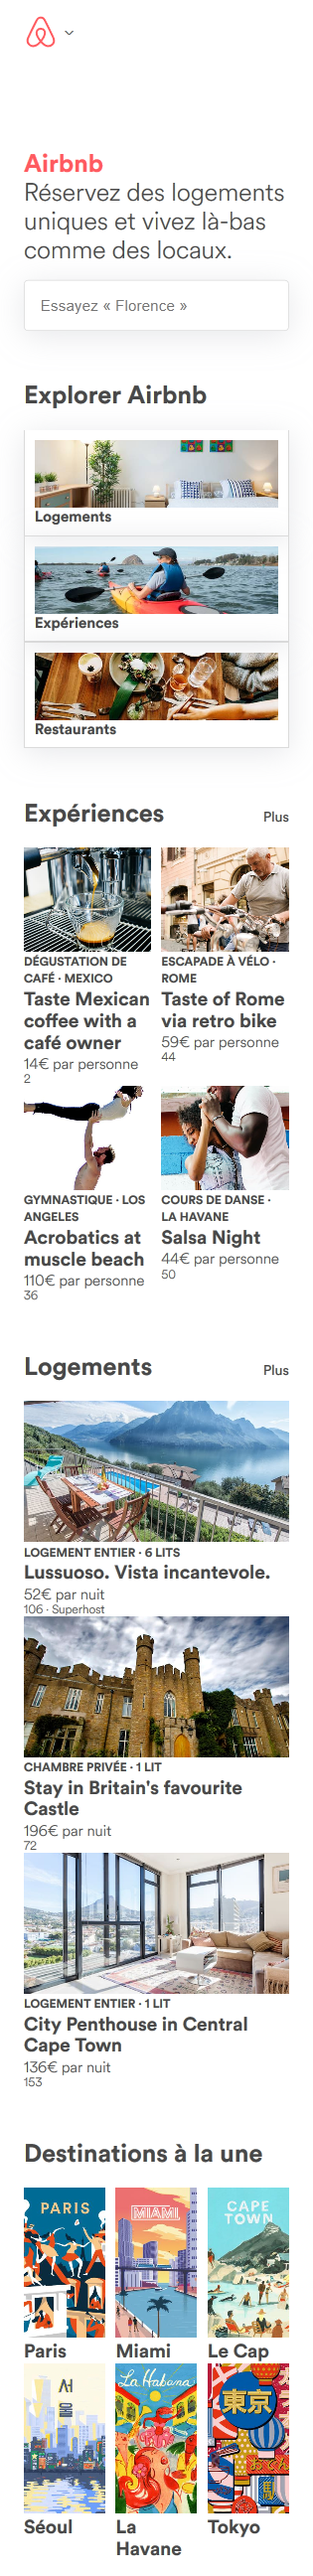 Airbnb
Réservez des logements
uniques et vivez là-bas
comme des locaux.
Essayez « Florence »
Explorer Airbnb
Logements
Expériences
Restaurants
Expériences
Plus
DÉGUSTATION DE
CAFÉ · MEXICO
Taste Mexican
coffee with a
café owner
14€ par personne
2
ESCAPADE À VÉLO ·
ROME
Taste of Rome
via retro bike
59€ par personne
44
GYMNASTIQUE · LOS
ANGELES
Acrobatics at
muscle beach
110€ par personne
36
COURS DE DANSE ·
LA HAVANE
Salsa Night
44€ par personne
50
Logements
Plus
LOGEMENT ENTIER · 6 LITS
Lussuoso. Vista incantevole.
52€ par nuit
106 · Superhost
CHAMBRE PRIVÉE · 1 LIT
Stay in Britain's favourite
Castle
196€ par nuit
72
LOGEMENT ENTIER · 1 LIT
City Penthouse in Central
Cape Town
136€ par nuit
153
Destinations à la une
PARIS
MIAMI
CAPE
TOWN
Paris
Miami
Le Cap
서
울
La Habana
東京
おでん
Séoul
La
Havane
Tokyo